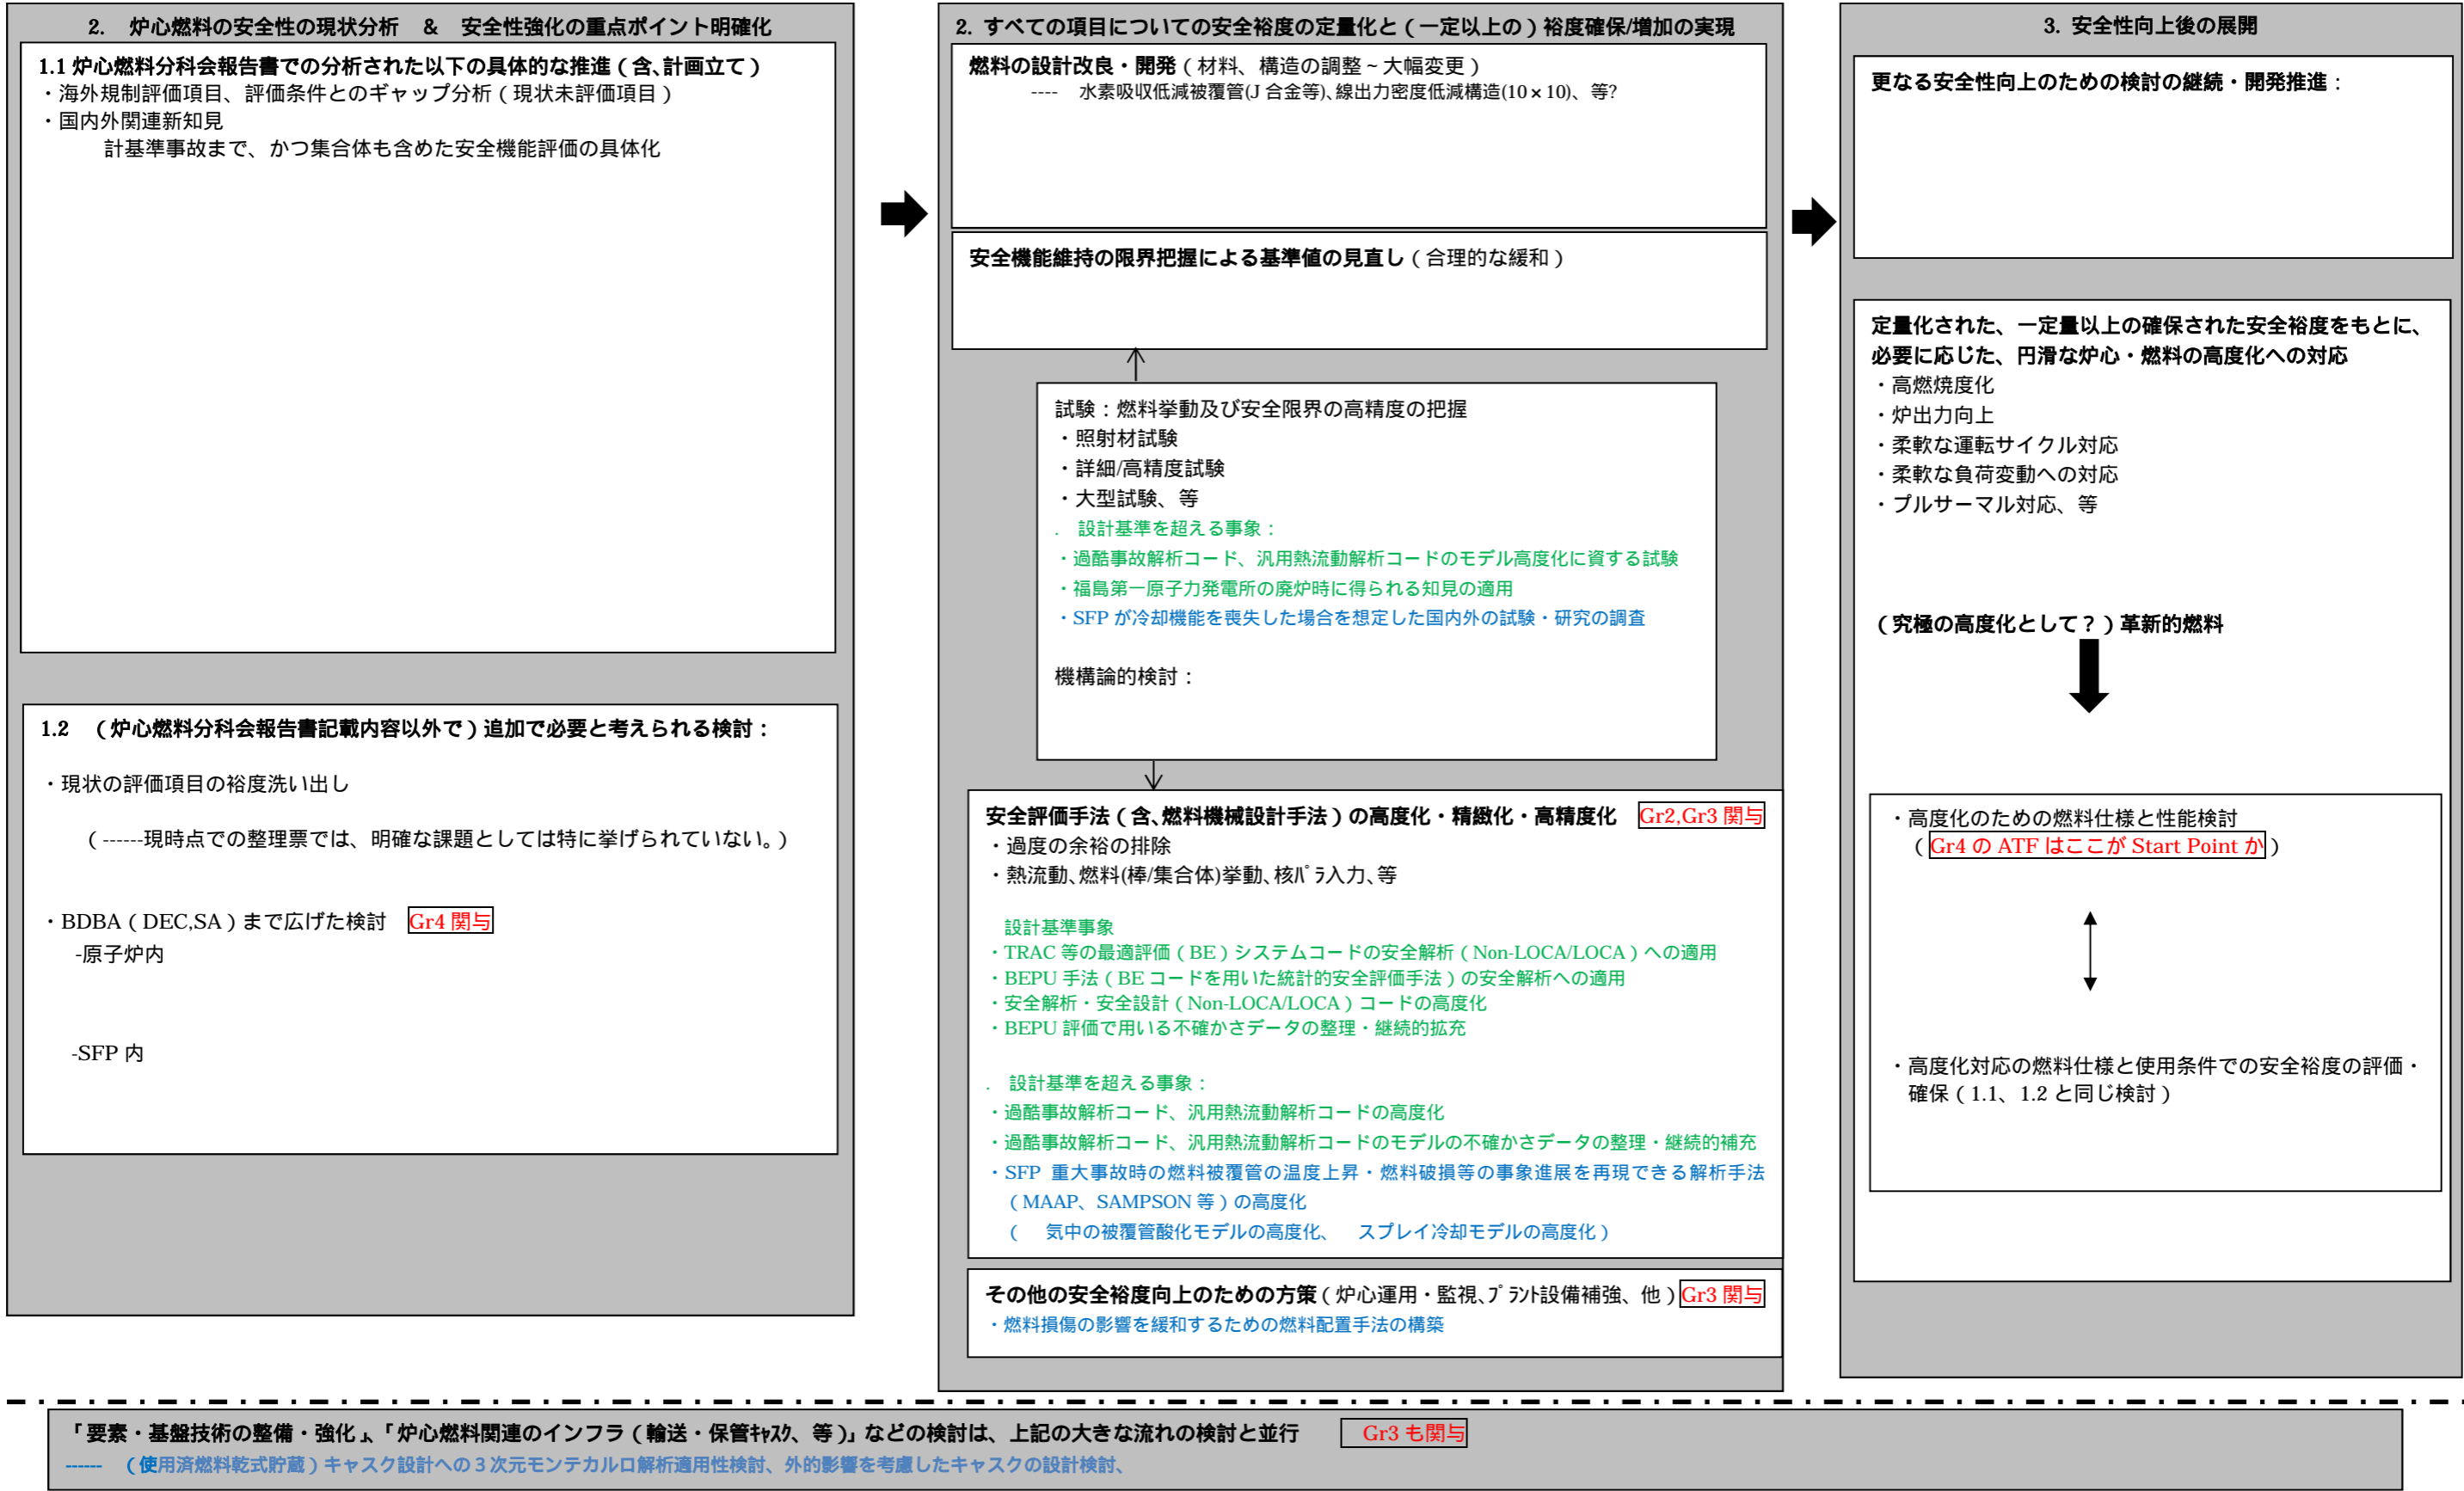 2.　炉心燃料の安全性の現状分析　＆　安全性強化の重点ポイント明確化
1.1 炉心燃料分科会報告書での分析された以下の具体的な推進（含、計画立て）
・海外規制評価項目、評価条件とのギャップ分析（現状未評価項目）
・国内外関連新知見
計基準事故まで、かつ集合体も含めた安全機能評価の具体化
1.2　（炉心燃料分科会報告書記載内容以外で）追加で必要と考えられる検討：
・現状の評価項目の裕度洗い出し
（------現時点での整理票では、明確な課題としては特に挙げられていない。）
・BDBA（DEC,SA）まで広げた検討　Gr4 関与
-原子炉内
-SFP 内
2. すべての項目についての安全裕度の定量化と（一定以上の）裕度確保/増加の実現
燃料の設計改良・開発（材料、構造の調整～大幅変更）
----　水素吸収低減被覆管(J 合金等)、線出力密度低減構造(10×10)、等?
安全機能維持の限界把握による基準値の見直し（合理的な緩和）
試験：燃料挙動及び安全限界の高精度の把握
・照射材試験
・詳細/高精度試験
・大型試験、等
.　設計基準を超える事象：
・過酷事故解析コード、汎用熱流動解析コードのモデル高度化に資する試験
・福島第一原子力発電所の廃炉時に得られる知見の適用
・SFP が冷却機能を喪失した場合を想定した国内外の試験・研究の調査
機構論的検討：
安全評価手法（含、燃料機械設計手法）の高度化・精緻化・高精度化　Gr2,Gr3 関与
・過度の余裕の排除
・熱流動、燃料(棒/集合体)挙動、核ﾊﾟﾗ入力、等
設計基準事象
・TRAC 等の最適評価（BE）システムコードの安全解析（Non-LOCA/LOCA）への適用
・BEPU 手法（BE コードを用いた統計的安全評価手法）の安全解析への適用
・安全解析・安全設計（Non-LOCA/LOCA）コードの高度化
・BEPU 評価で用いる不確かさデータの整理・継続的拡充
.　設計基準を超える事象：
・過酷事故解析コード、汎用熱流動解析コードの高度化
・過酷事故解析コード、汎用熱流動解析コードのモデルの不確かさデータの整理・継続的補充
・SFP 重大事故時の燃料被覆管の温度上昇・燃料破損等の事象進展を再現できる解析手法
（MAAP、SAMPSON 等）の高度化
（　気中の被覆管酸化モデルの高度化、　スプレイ冷却モデルの高度化）
その他の安全裕度向上のための方策（炉心運用・監視、ﾌﾟﾗﾝﾄ設備補強、他）Gr3 関与
・燃料損傷の影響を緩和するための燃料配置手法の構築
3. 安全性向上後の展開
更なる安全性向上のための検討の継続・開発推進：
定量化された、一定量以上の確保された安全裕度をもとに、
必要に応じた、円滑な炉心・燃料の高度化への対応
・高燃焼度化
・炉出力向上
・柔軟な運転サイクル対応
・柔軟な負荷変動への対応
・プルサーマル対応、等
（究極の高度化として？）革新的燃料
・高度化のための燃料仕様と性能検討
（Gr4 の ATF はここが Start Point か）
・高度化対応の燃料仕様と使用条件での安全裕度の評価・
確保（1.1、1.2 と同じ検討）
「要素・基盤技術の整備・強化」、「炉心燃料関連のインフラ（輸送・保管ｷｬｽｸ、等）」などの検討は、上記の大きな流れの検討と並行　Gr3 も関与
------　（使用済燃料乾式貯蔵）キャスク設計への３次元モンテカルロ解析適用性検討、外的影響を考慮したキャスクの設計検討、